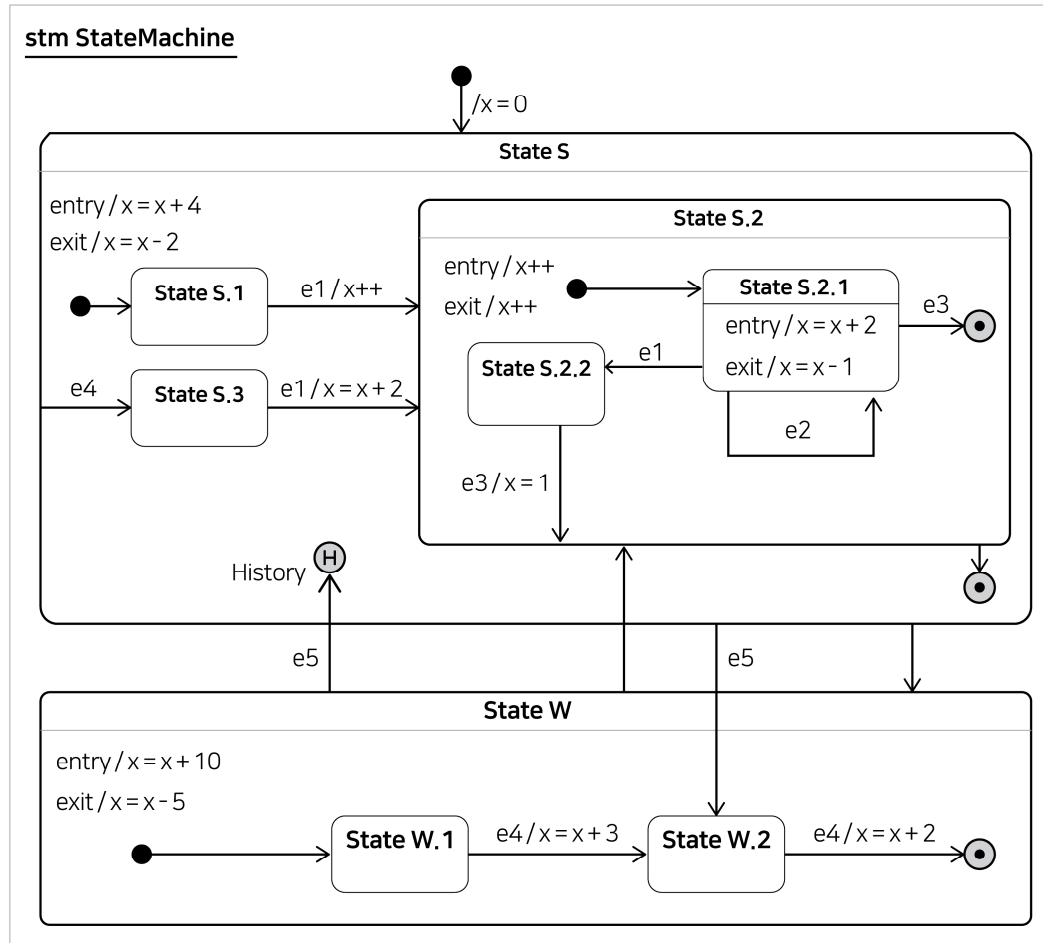 stm StateMachine
/x=0
State S
entry/x=x+4
exit/x=x-2
State S.2
entry/x++
exit/x++
State S.1
e1/x++
State S.2.1
entry/x=x+2
exit/x=x-1
e3
e1
State S.2.2
e4
State S.3
e1/x=x+2
e2
e3/x=1
H
History
e5
e5
State W
entry/x=x+10
exit/x=x-5
State W.1
e4/x=x+3
State W.2
e4/x=x+2